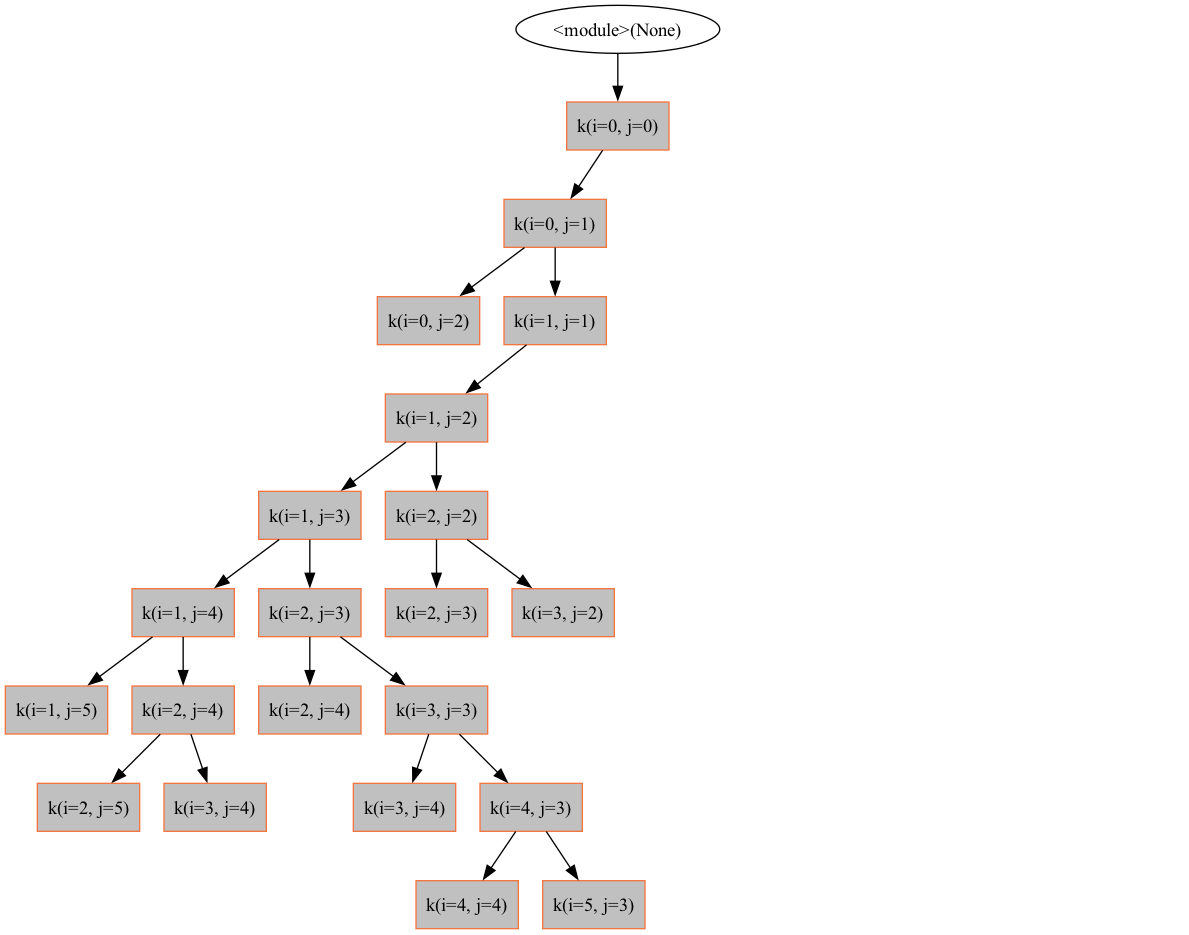 <module>(None)
k(i=0, j=0)
k(i=0, j=1)
k(i=0, j=2)
k(i=1, j=1)
k(i=1, j=2)
k(i=1, j=3)
k(i=2, j=2)
k(i=1, j=4)
k(i=2, j=3)
k(i=2, j=3)
k(i=3, j=2)
k(i=1, j=5)
k(i=2, j=4)
k(i=2, j=4)
k(i=3, j=3)
k(i=2, j=5)
k(i=3, j=4)
k(i=3, j=4)
k(i=4, j=3)
k(i=4, j=4)
k(i=5, j=3)